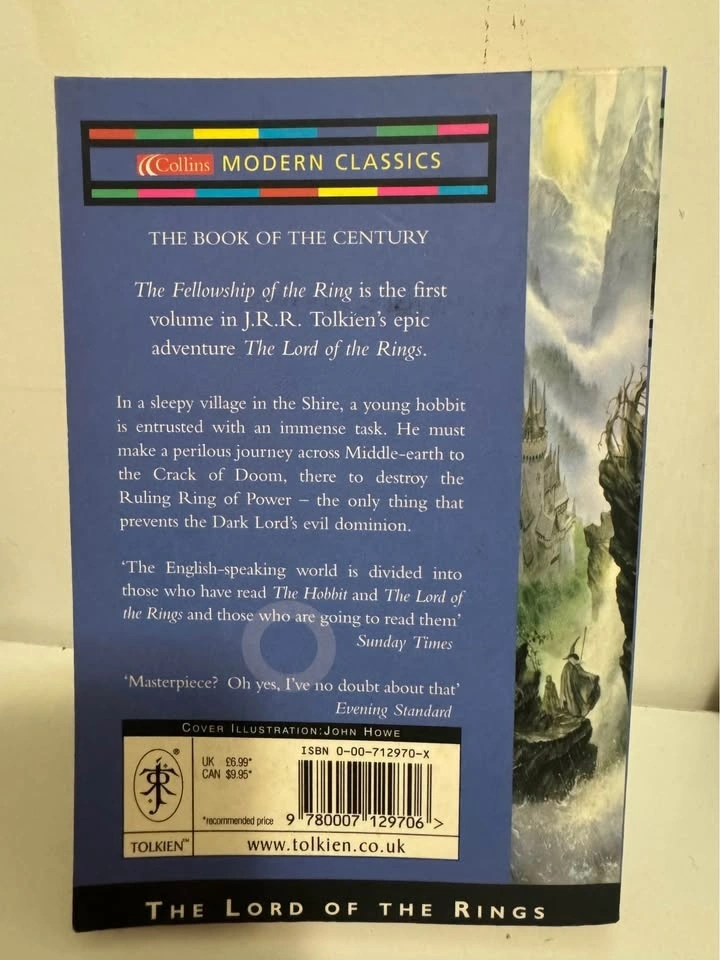 Collins MODERN CLASSICS
THE BOOK OF THE CENTURY
The Fellowship of the Ring is the first
volume in J.R.R. Tolkien's epic
adventure The Lord of the Rings.
In a sleepy village in the Shire, a young hobbit
is entrusted with an immense task. He must
make a perilous journey across Middle-earth to
the Crack of Doom, there to destroy the
Ruling Ring of Power – the only thing that
prevents the Dark Lord's evil dominion.
'The English-speaking world is divided into
those who have read The Hobbit and The Lord of
the Rings and those who are going to read them'
Sunday Times
'Masterpiece? Oh yes, I've no doubt about that'
Evening Standard
COVER ILLUSTRATION: JOHN HOWE
®
UK £6.99*
CAN $9.95*
*recommended price
ISBN 0-00-712970-X
9 780007 129706 >
TOLKIEN™
www.tolkien.co.uk
THE LORD OF THE RINGS